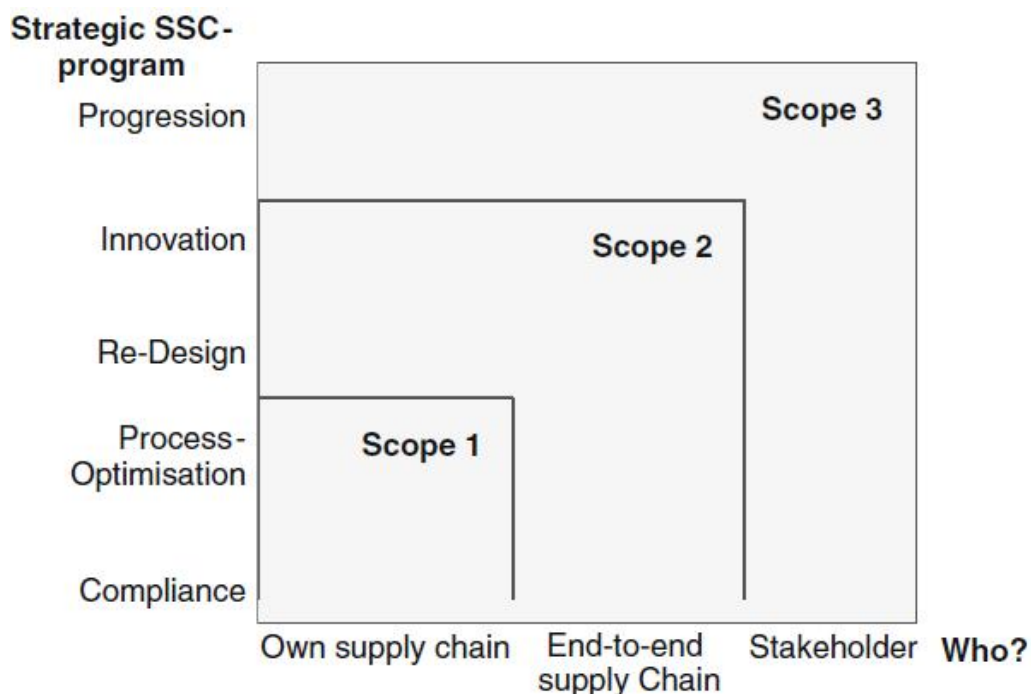 Strategic SSC-
program
Progression
Scope 3
Innovation
Scope 2
Re-Design
Process-
Optimisation
Scope 1
Compliance
Own supply chain
End-to-end
supply Chain
Stakeholder
Who?